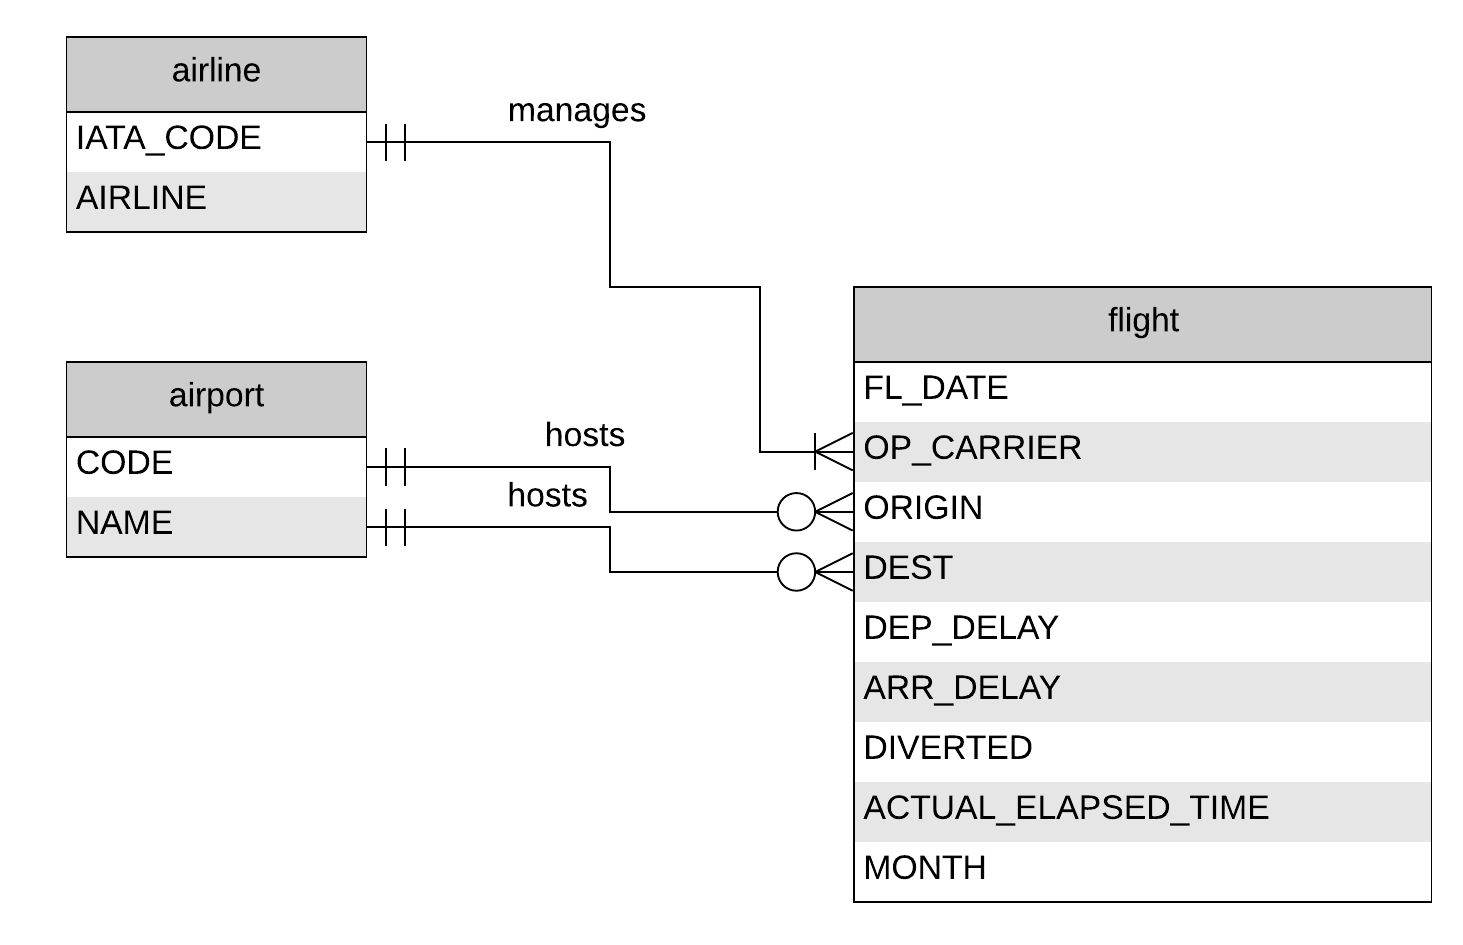 airline
IATA_CODE
AIRLINE
manages
airport
CODE
NAME
hosts
hosts
flight
FL_DATE
OP_CARRIER
ORIGIN
DEST
DEP_DELAY
ARR_DELAY
DIVERTED
ACTUAL_ELAPSED_TIME
MONTH